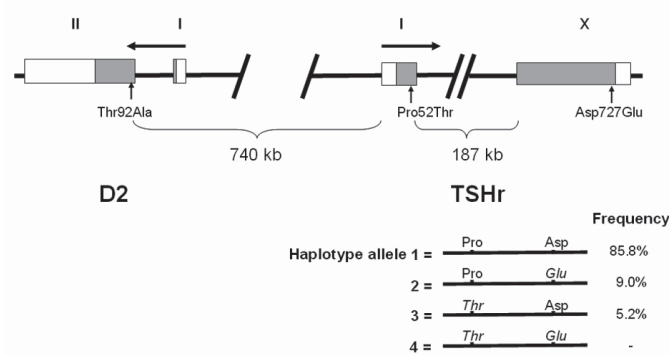 II I I X
Thr92Ala Pro52Thr Asp727Glu
740 kb 187 kb
D2 TSHr
Frequency
Haplotype allele 1 = Pro Asp 85.8%
2 = Pro Glu 9.0%
3 = Thr Asp 5.2%
4 = Thr Glu -